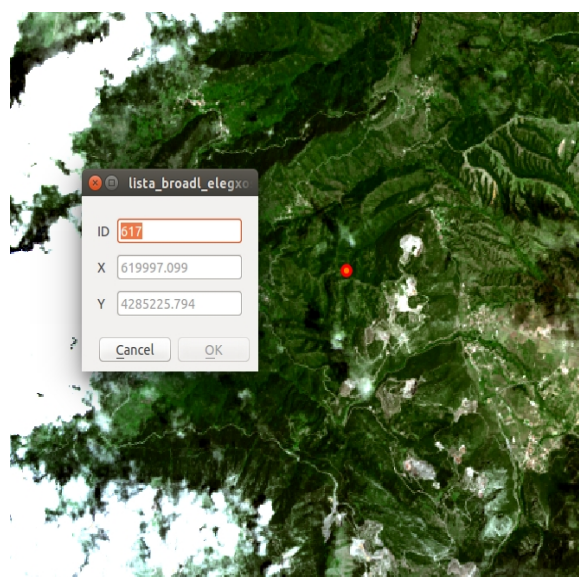 lista_broadl_elegxo
ID 617
X 619997.099
Y 4285225.794
Cancel OK